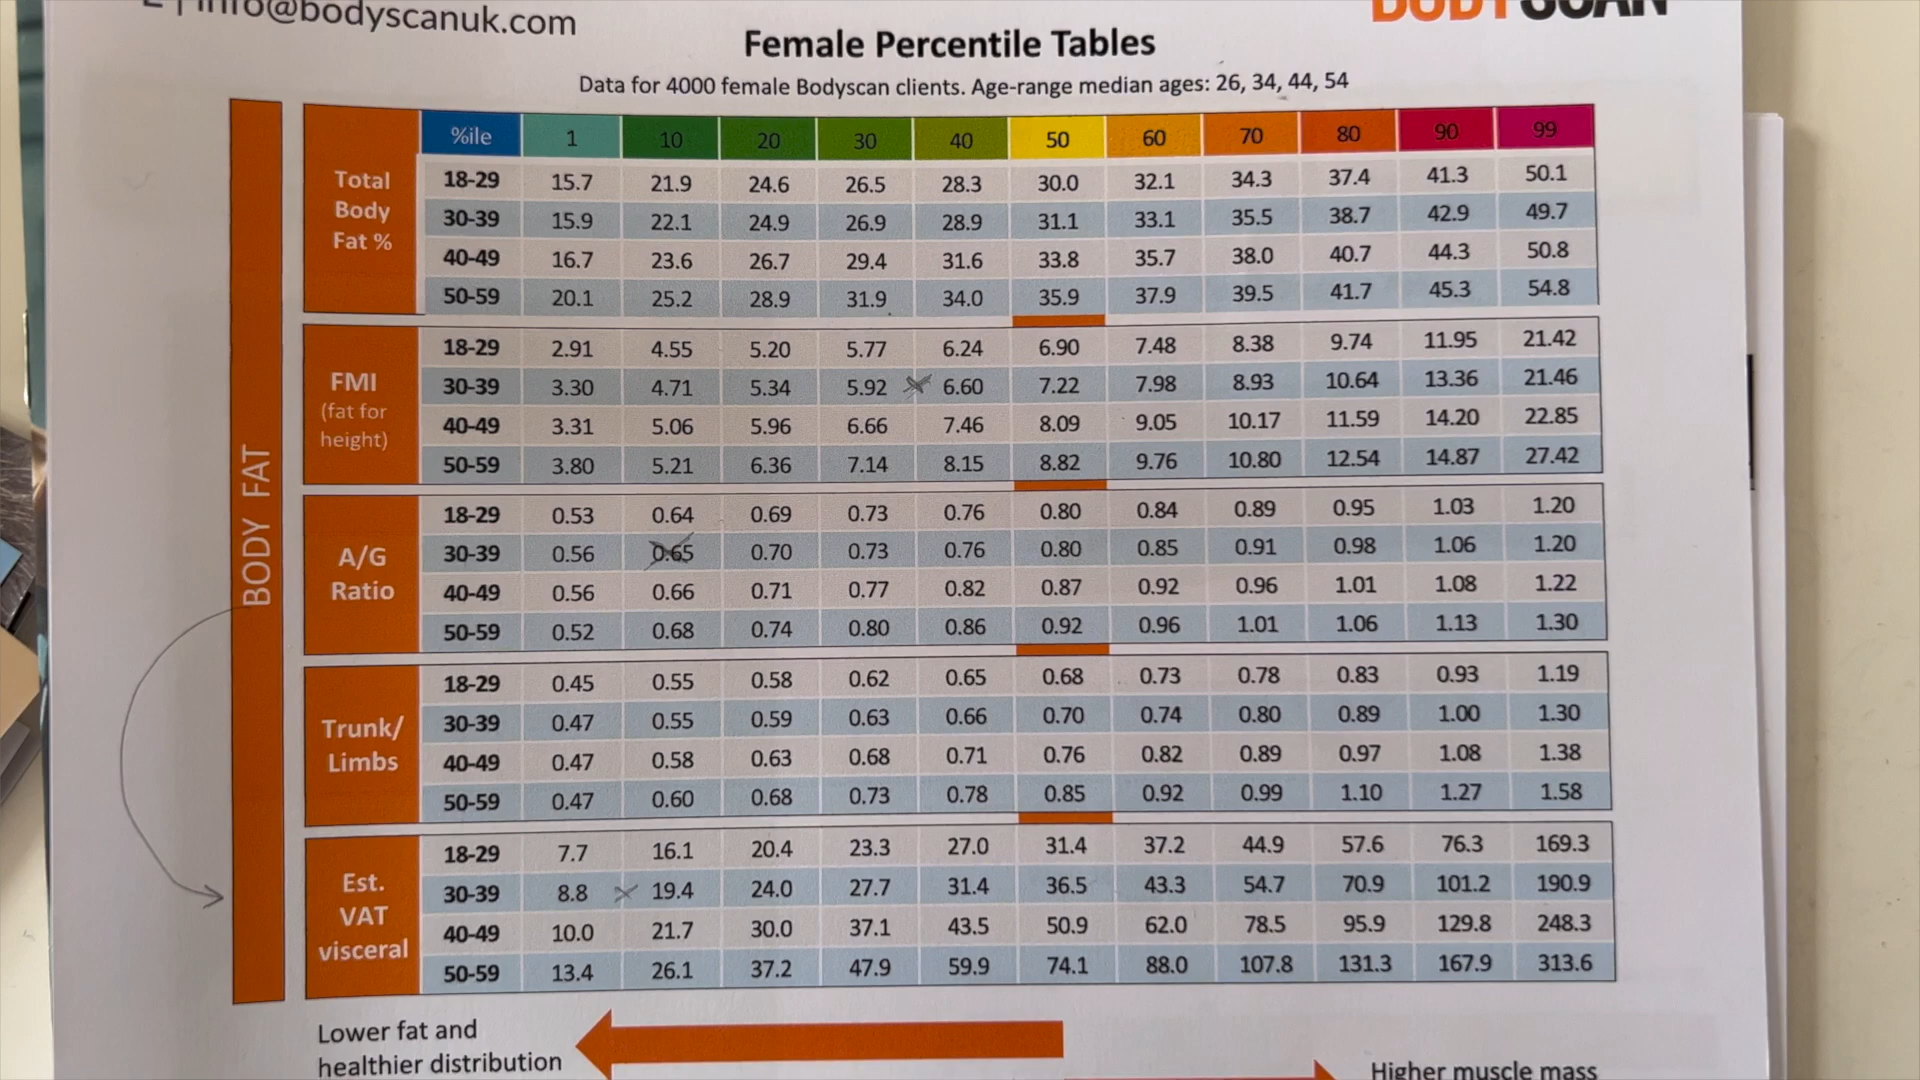 info@bodyscanuk.com
BODYSCAN
Female Percentile Tables
Data for 4000 female Bodyscan clients. Age-range median ages: 26, 34, 44, 54
BODY FAT
%ile 1 10 20 30 40 50 60 70 80 90 99
Total Body Fat %
18-29 15.7 21.9 24.6 26.5 28.3 30.0 32.1 34.3 37.4 41.3 50.1
30-39 15.9 22.1 24.9 26.9 28.9 31.1 33.1 35.5 38.7 42.9 49.7
40-49 16.7 23.6 26.7 29.4 31.6 33.8 35.7 38.0 40.7 44.3 50.8
50-59 20.1 25.2 28.9 31.9 34.0 35.9 37.9 39.5 41.7 45.3 54.8
FMI
(fat for
height)
18-29 2.91 4.55 5.20 5.77 6.24 6.90 7.48 8.38 9.74 11.95 21.42
30-39 3.30 4.71 5.34 5.92 6.60 7.22 7.98 8.93 10.64 13.36 21.46
40-49 3.31 5.06 5.96 6.66 7.46 8.09 9.05 10.17 11.59 14.20 22.85
50-59 3.80 5.21 6.36 7.14 8.15 8.82 9.76 10.80 12.54 14.87 27.42
A/G
Ratio
18-29 0.53 0.64 0.69 0.73 0.76 0.80 0.84 0.89 0.95 1.03 1.20
30-39 0.56 0.65 0.70 0.73 0.76 0.80 0.85 0.91 0.98 1.06 1.20
40-49 0.56 0.66 0.71 0.77 0.82 0.87 0.92 0.96 1.01 1.08 1.22
50-59 0.52 0.68 0.74 0.80 0.86 0.92 0.96 1.01 1.06 1.13 1.30
Trunk/
Limbs
18-29 0.45 0.55 0.58 0.62 0.65 0.68 0.73 0.78 0.83 0.93 1.19
30-39 0.47 0.55 0.59 0.63 0.66 0.70 0.74 0.80 0.89 1.00 1.30
40-49 0.47 0.58 0.63 0.68 0.71 0.76 0.82 0.89 0.97 1.08 1.38
50-59 0.47 0.60 0.68 0.73 0.78 0.85 0.92 0.99 1.10 1.27 1.58
Est.
VAT
visceral
18-29 7.7 16.1 20.4 23.3 27.0 31.4 37.2 44.9 57.6 76.3 169.3
30-39 8.8 19.4 24.0 27.7 31.4 36.5 43.3 54.7 70.9 101.2 190.9
40-49 10.0 21.7 30.0 37.1 43.5 50.9 62.0 78.5 95.9 129.8 248.3
50-59 13.4 26.1 37.2 47.9 59.9 74.1 88.0 107.8 131.3 167.9 313.6
Lower fat and
healthier distribution
Higher muscle mass